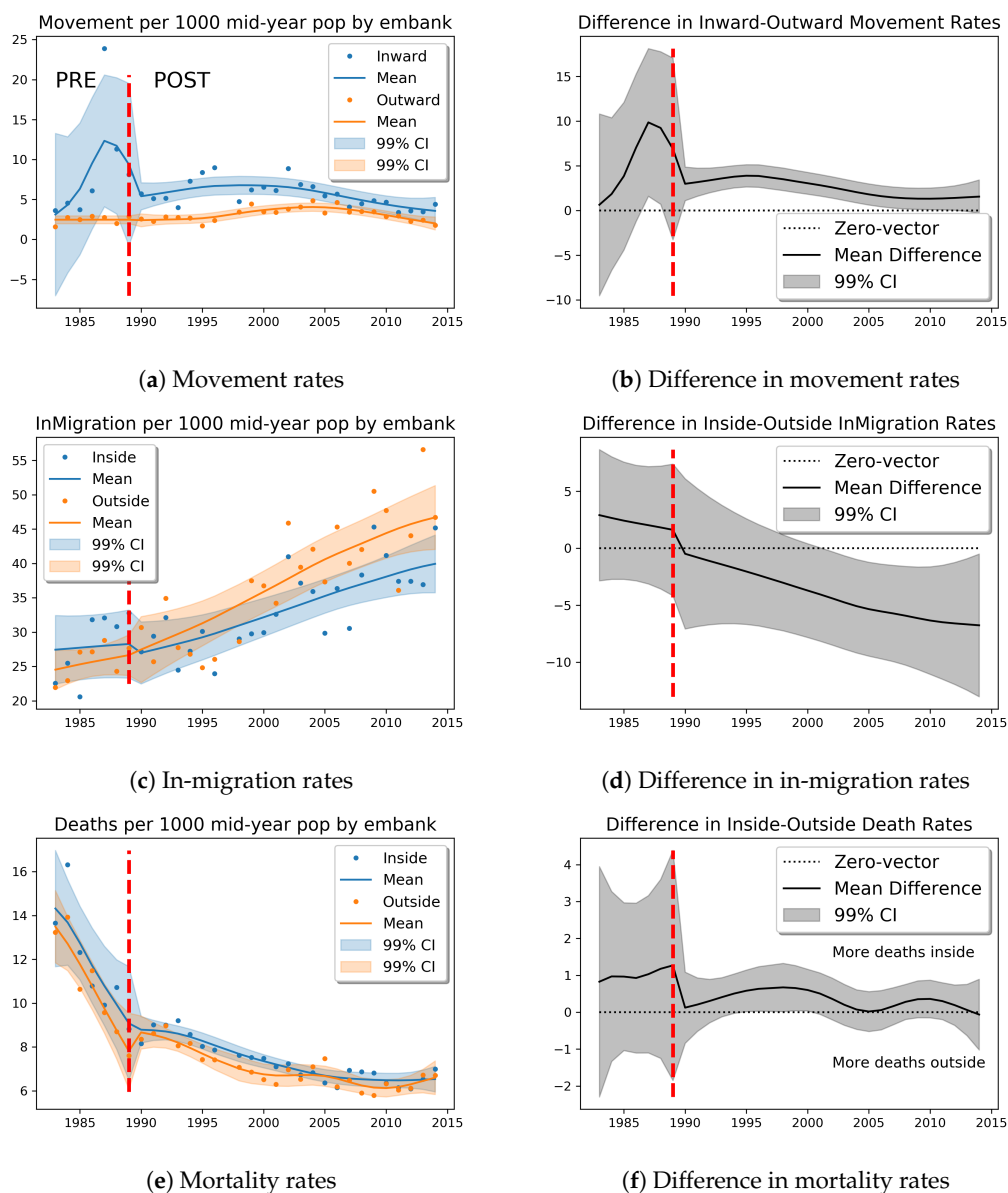 Movement per 1000 mid-year pop by embank
25
20
15
10
5
0
−5
PRE
POST
Inward
Mean
Outward
Mean
99% CI
99% CI
1985 1990 1995 2000 2005 2010 2015
(a) Movement rates
Difference in Inward-Outward Movement Rates
15
10
5
0
−5
−10
Zero-vector
Mean Difference
99% CI
1985 1990 1995 2000 2005 2010 2015
(b) Difference in movement rates
InMigration per 1000 mid-year pop by embank
55
50
45
40
35
30
25
20
Inside
Mean
Outside
Mean
99% CI
99% CI
1985 1990 1995 2000 2005 2010 2015
(c) In-migration rates
Difference in Inside-Outside InMigration Rates
5
0
−5
−10
Zero-vector
Mean Difference
99% CI
1985 1990 1995 2000 2005 2010 2015
(d) Difference in in-migration rates
Deaths per 1000 mid-year pop by embank
16
14
12
10
8
6
Inside
Mean
Outside
Mean
99% CI
99% CI
1985 1990 1995 2000 2005 2010 2015
(e) Mortality rates
Difference in Inside-Outside Death Rates
4
3
2
1
0
−1
−2
Zero-vector
Mean Difference
99% CI
More deaths inside
More deaths outside
1985 1990 1995 2000 2005 2010 2015
(f) Difference in mortality rates